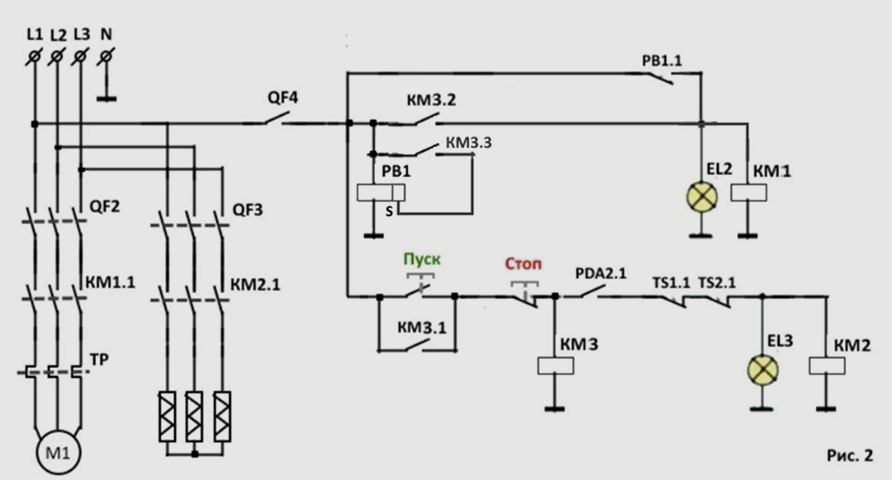 L1 L2 L3 N
PB1.1
QF4
KM3.2
KM3.3
PB1
S
EL2
KM1
QF2
QF3
Пуск
Стоп
PDA2.1
TS1.1
TS2.1
KM1.1
KM2.1
KM3.1
KM3
EL3
KM2
TP
M1
Рис. 2